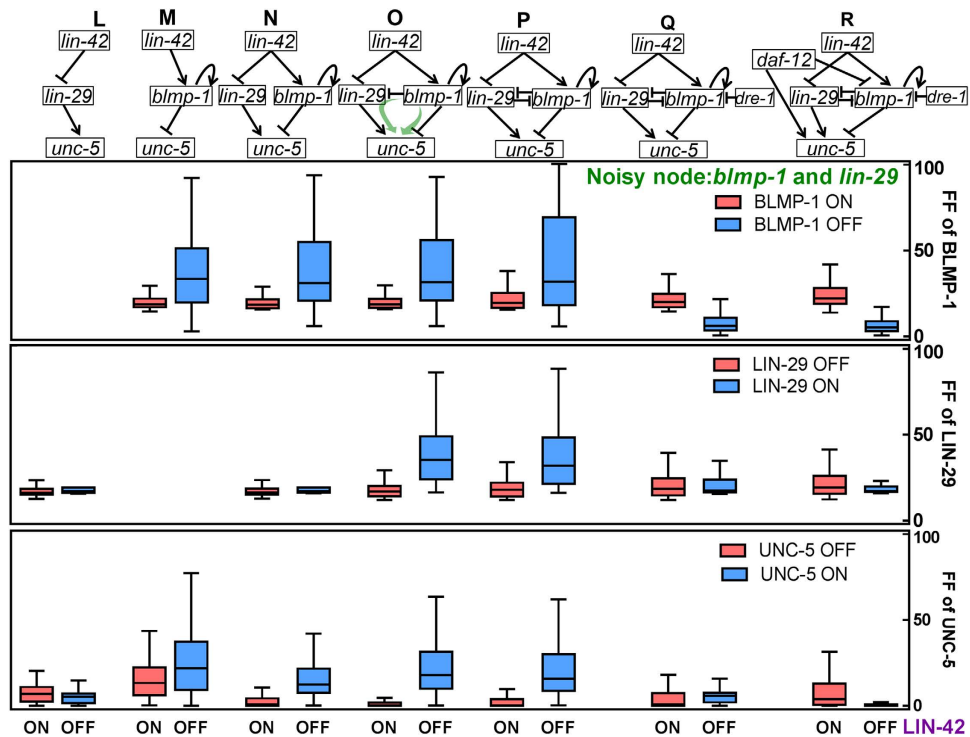 L M N O P Q R
lin-42 lin-42 lin-42 lin-42 lin-42 lin-42 lin-42
daf-12
lin-29 blmp-1 lin-29 blmp-1 lin-29 blmp-1 lin-29 blmp-1 lin-29 blmp-1 dre-1 lin-29 blmp-1 dre-1
unc-5 unc-5 unc-5 unc-5 unc-5 unc-5 unc-5
Noisy node:blmp-1 and lin-29
BLMP-1 ON
BLMP-1 OFF
100
50
0
FF of BLMP-1
LIN-29 OFF
LIN-29 ON
100
50
0
FF of LIN-29
UNC-5 OFF
UNC-5 ON
100
50
0
FF of UNC-5
ON OFF ON OFF ON OFF ON OFF ON OFF ON OFF ON OFF LIN-42